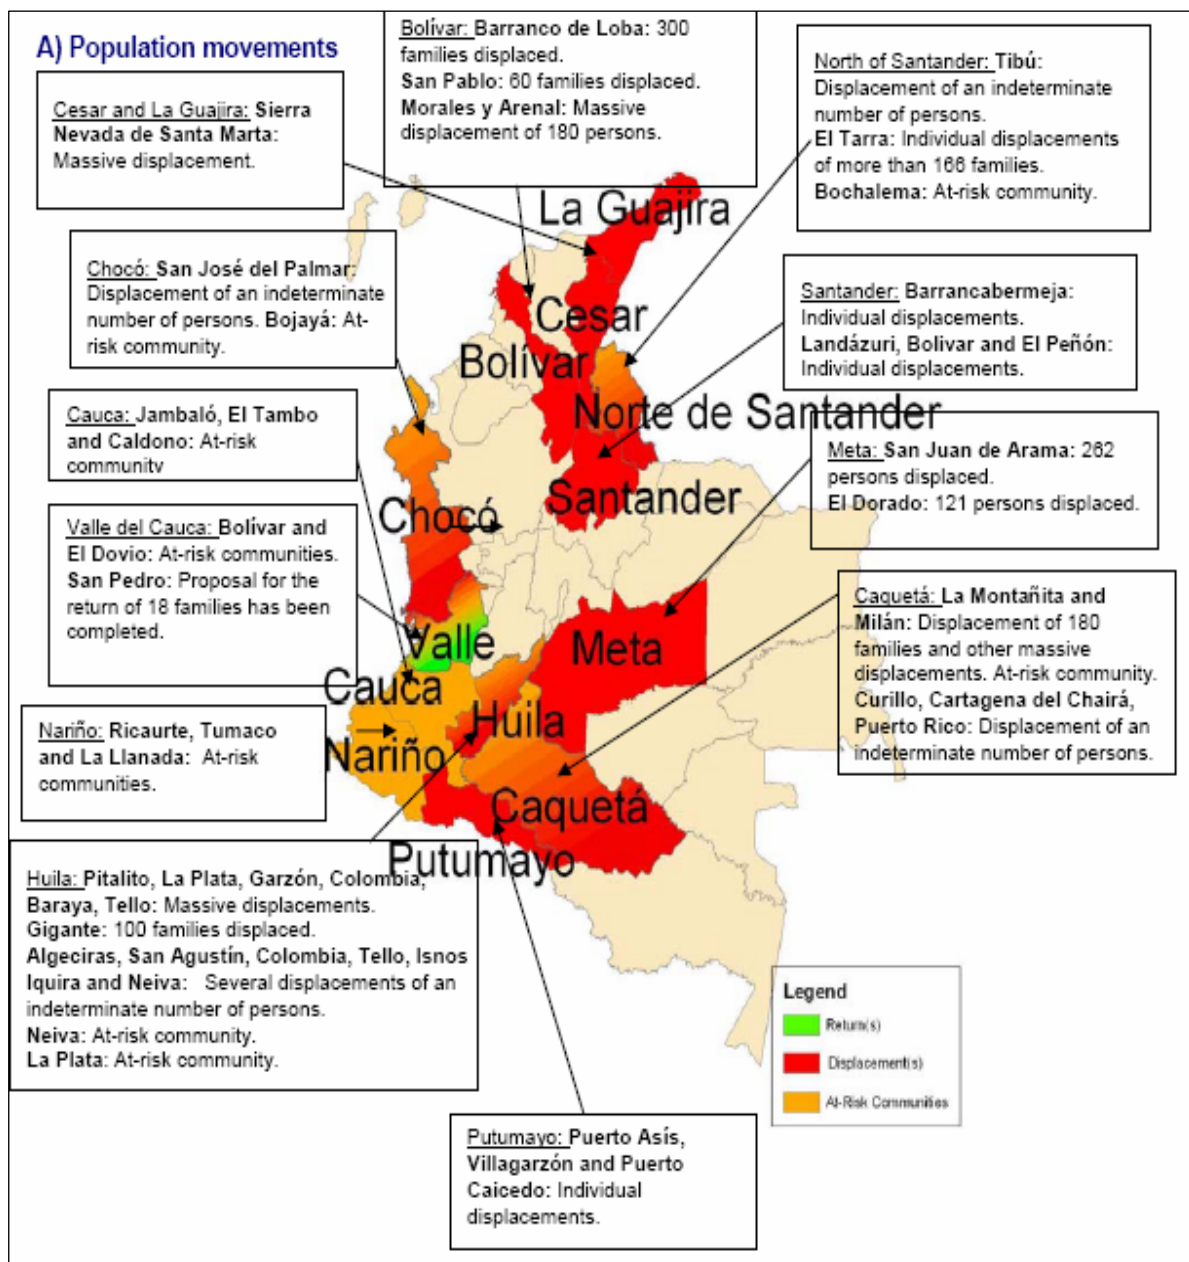 A) Population movements
Bolívar: Barranco de Loba: 300
families displaced.
San Pablo: 60 families displaced.
Morales y Arenal: Massive
displacement of 180 persons.
North of Santander: Tibú:
Displacement of an indeterminate
number of persons.
El Tarra: Individual displacements
of more than 166 families.
Bochalema: At-risk community.
Cesar and La Guajira: Sierra
Nevada de Santa Marta:
Massive displacement.
Chocó: San José del Palmar:
Displacement of an indeterminate
number of persons. Bojayá: At-
risk community.
Santander: Barrancabermeja:
Individual displacements.
Landázuri, Bolivar and El Peñón:
Individual displacements.
Cauca: Jambaló, El Tambo
and Caldono: At-risk
community
Meta: San Juan de Arama: 262
persons displaced.
El Dorado: 121 persons displaced.
Valle del Cauca: Bolívar and
El Dovio: At-risk communities.
San Pedro: Proposal for the
return of 18 families has been
completed.
Caquetá: La Montañita and
Milán: Displacement of 180
families and other massive
displacements. At-risk community.
Curillo, Cartagena del Chairá,
Puerto Rico: Displacement of an
indeterminate number of persons.
Nariño: Ricaurte, Tumaco
and La Llanada: At-risk
communities.
Huila: Pitalito, La Plata, Garzón, Colombia,
Baraya, Tello: Massive displacements.
Gigante: 100 families displaced.
Algeciras, San Agustín, Colombia, Tello, Isnos
Iquira and Neiva: Several displacements of an
indeterminate number of persons.
Neiva: At-risk community.
La Plata: At-risk community.
Putumayo: Puerto Asís,
Villagarzón and Puerto
Caicedo: Individual
displacements.
La Guajira
Cesar
Bolívar
Norte de Santander
Santander
Chocó
Valle
Meta
Cauca
Huila
Nariño
Caquetá
Putumayo
Legend
Return(s)
Displacement(s)
At-Risk Communities